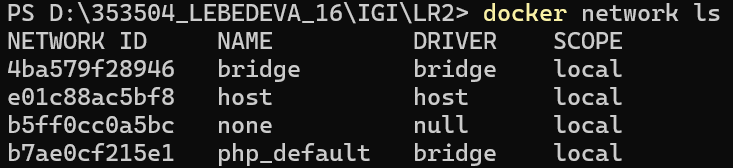 PS D:\353504_LEBEDEVA_16\IGI\LR2> docker network ls
NETWORK ID     NAME          DRIVER    SCOPE
4ba579f28946   bridge        bridge    local
e01c88ac5bf8   host          host      local
b5ff0cc0a5bc   none          null      local
b7ae0cf215e1   php_default   bridge    local